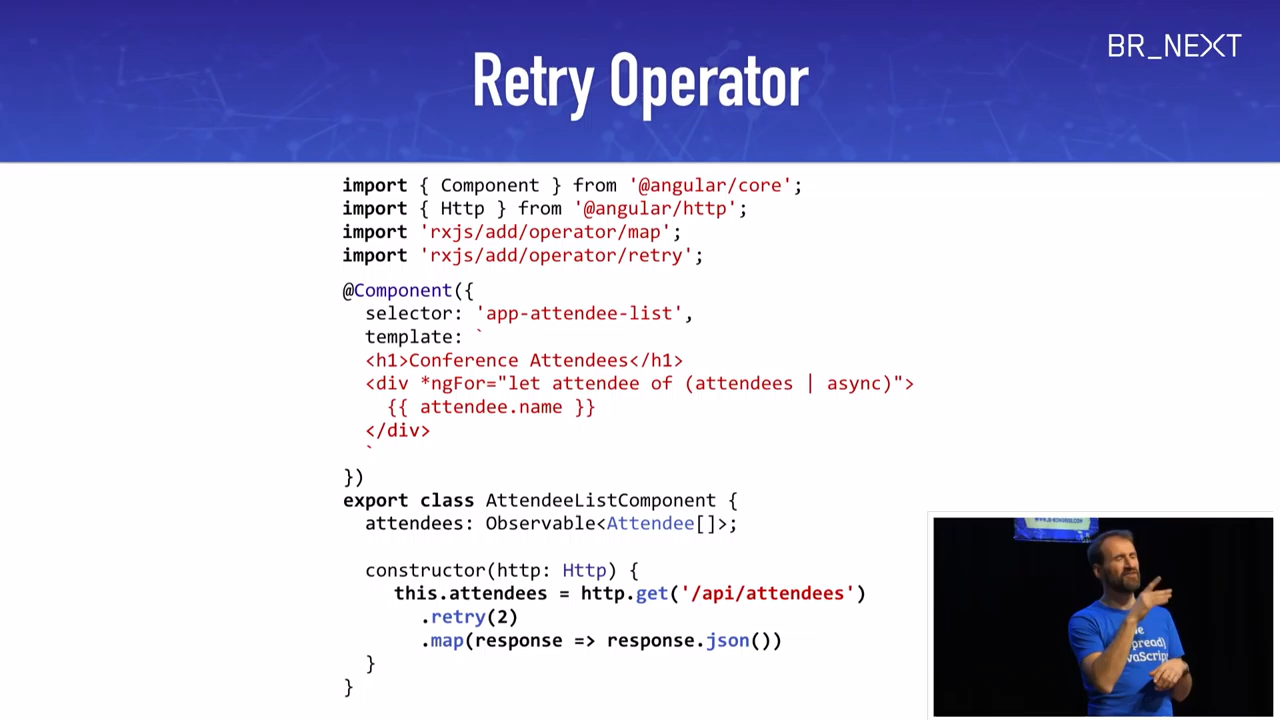 BR_NEXT
Retry Operator
import { Component } from '@angular/core';
import { Http } from '@angular/http';
import 'rxjs/add/operator/map';
import 'rxjs/add/operator/retry';
@Component({
  selector: 'app-attendee-list',
  template: `
  <h1>Conference Attendees</h1>
  <div *ngFor="let attendee of (attendees | async)">
    {{ attendee.name }}
  </div>
  `
})
export class AttendeeListComponent {
  attendees: Observable<Attendee[]>;
  constructor(http: Http) {
    this.attendees = http.get('/api/attendees')
      .retry(2)
      .map(response => response.json())
  }
}